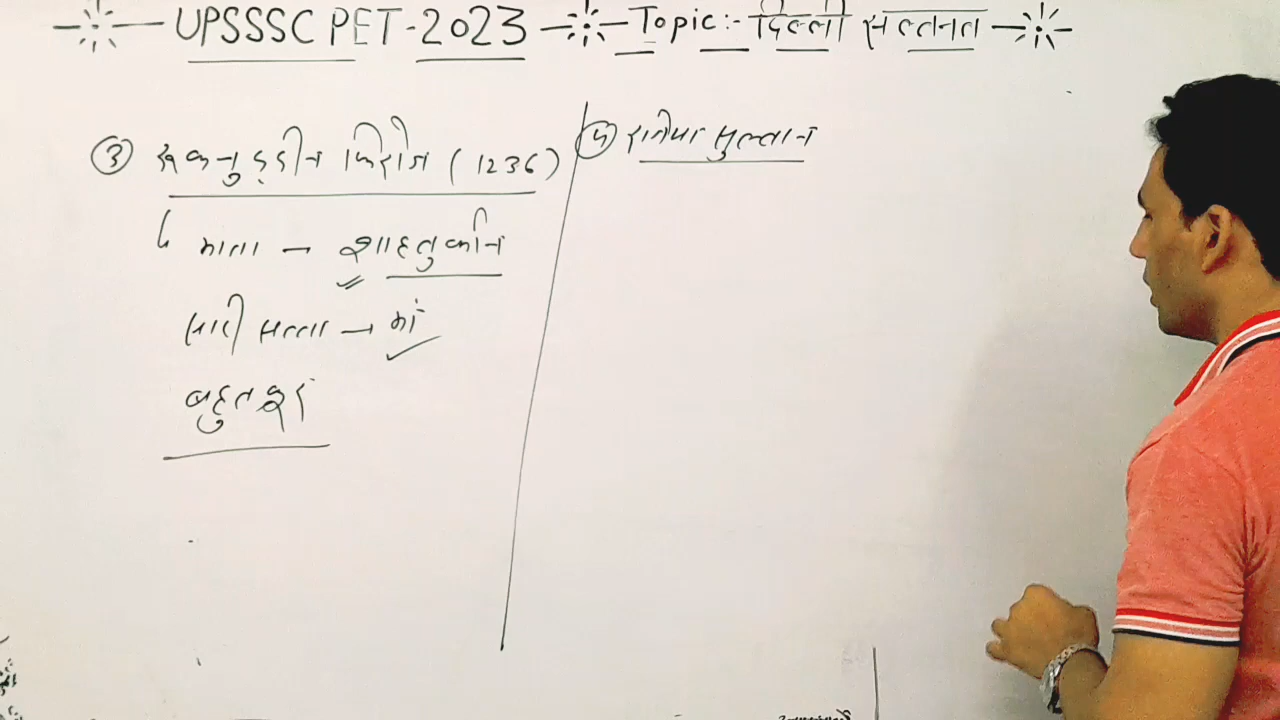 UPSSSC PET-2023 Topic:- दिल्ली सल्तनत
③ रुकनुद्दीन फिरोज (1236)
माता → शाहतुर्कान
सारी सत्ता → माँ
बहुत क्रूर
④ रजिया सुल्तान